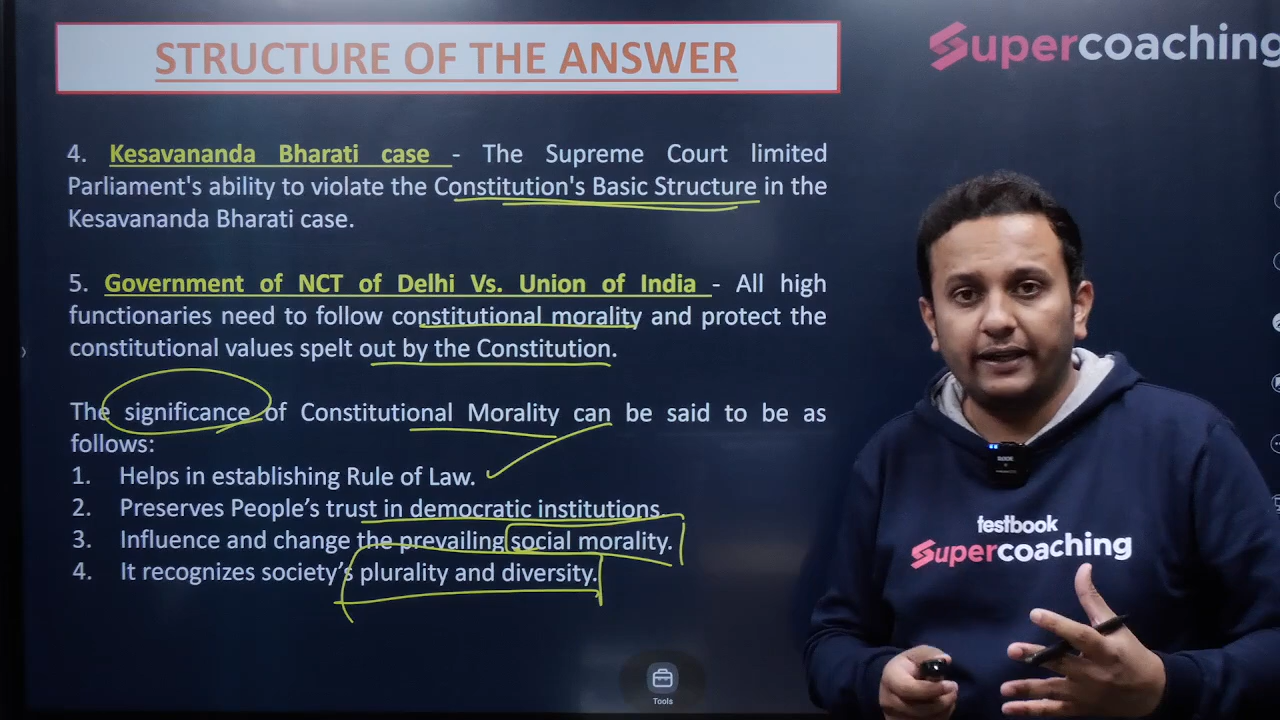 STRUCTURE OF THE ANSWER
Supercoaching
4. Kesavananda Bharati case - The Supreme Court limited
Parliament's ability to violate the Constitution's Basic Structure in the
Kesavananda Bharati case.
5. Government of NCT of Delhi Vs. Union of India - All high
functionaries need to follow constitutional morality and protect the
constitutional values spelt out by the Constitution.
The significance of Constitutional Morality can be said to be as
follows:
1. Helps in establishing Rule of Law.
2. Preserves People’s trust in democratic institutions.
3. Influence and change the prevailing social morality.
4. It recognizes society’s plurality and diversity.
testbook
Supercoaching
Tools